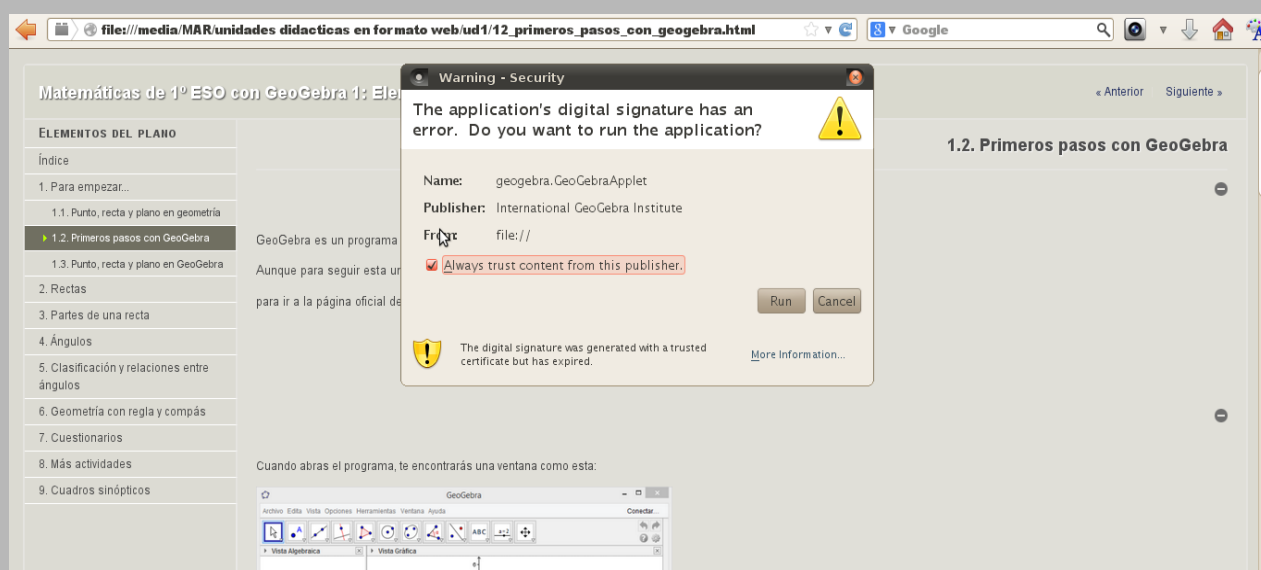 file:///media/MAR/unidades didacticas en formato web/ud1/12_primeros_pasos_con_geogebra.html
Google
Matemáticas de 1º ESO con GeoGebra 1: Ele
« Anterior Siguiente »
Warning - Security
The application's digital signature has an
error. Do you want to run the application?
Name: geogebra.GeoGebraApplet
Publisher: International GeoGebra Institute
From: file://
Always trust content from this publisher.
Run Cancel
The digital signature was generated with a trusted
certificate but has expired.
More Information...
ELEMENTOS DEL PLANO
Índice
1. Para empezar...
1.1. Punto, recta y plano en geometría
1.2. Primeros pasos con GeoGebra
1.3. Punto, recta y plano en GeoGebra
2. Rectas
3. Partes de una recta
4. Ángulos
5. Clasificación y relaciones entre
ángulos
6. Geometría con regla y compás
7. Cuestionarios
8. Más actividades
9. Cuadros sinópticos
1.2. Primeros pasos con GeoGebra
GeoGebra es un programa
Aunque para seguir esta un
para ir a la página oficial de
Cuando abras el programa, te encontrarás una ventana como esta:
GeoGebra
Archivo Edita Vista Opciones Herramientas Ventana Ayuda
Conectar...
ABC
a=2
Vista Algebraica
Vista Gráfica